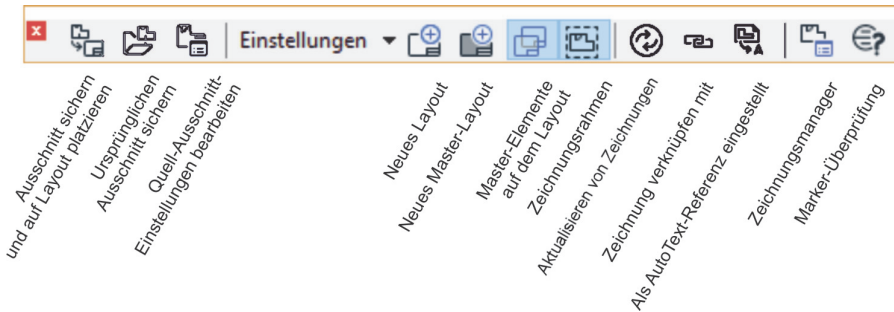 Einstellungen
Ausschnitt sichern
und auf Layout platzieren
Ursprünglichen
Ausschnitt sichern
Quell-Ausschnitt-
Einstellungen bearbeiten
Neues Layout
Neues Master-Layout
Master-Elemente
auf dem Layout
Zeichnungsrahmen
Aktualisieren von Zeichnungen
Zeichnung verknüpfen mit
Als AutoText-Referenz eingestellt
Zeichnungsmanager
Marker-Überprüfung